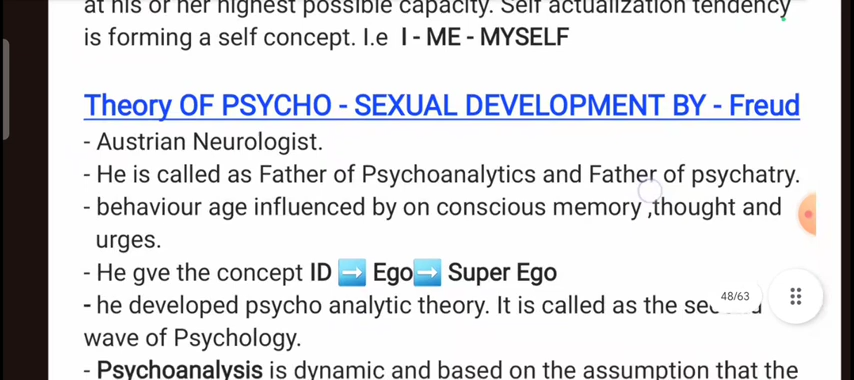 at his or her highest possible capacity. Self actualization tendency
is forming a self concept. I.e I - ME - MYSELF
Theory OF PSYCHO - SEXUAL DEVELOPMENT BY - Freud
- Austrian Neurologist.
- He is called as Father of Psychoanalytics and Father of psychatry.
- behaviour age influenced by on conscious memory ,thought and
urges.
- He gve the concept ID ➡️ Ego➡️ Super Ego
- he developed psycho analytic theory. It is called as the
48/63
wave of Psychology.
- Psychoanalysis is dynamic and based on the assumption that the